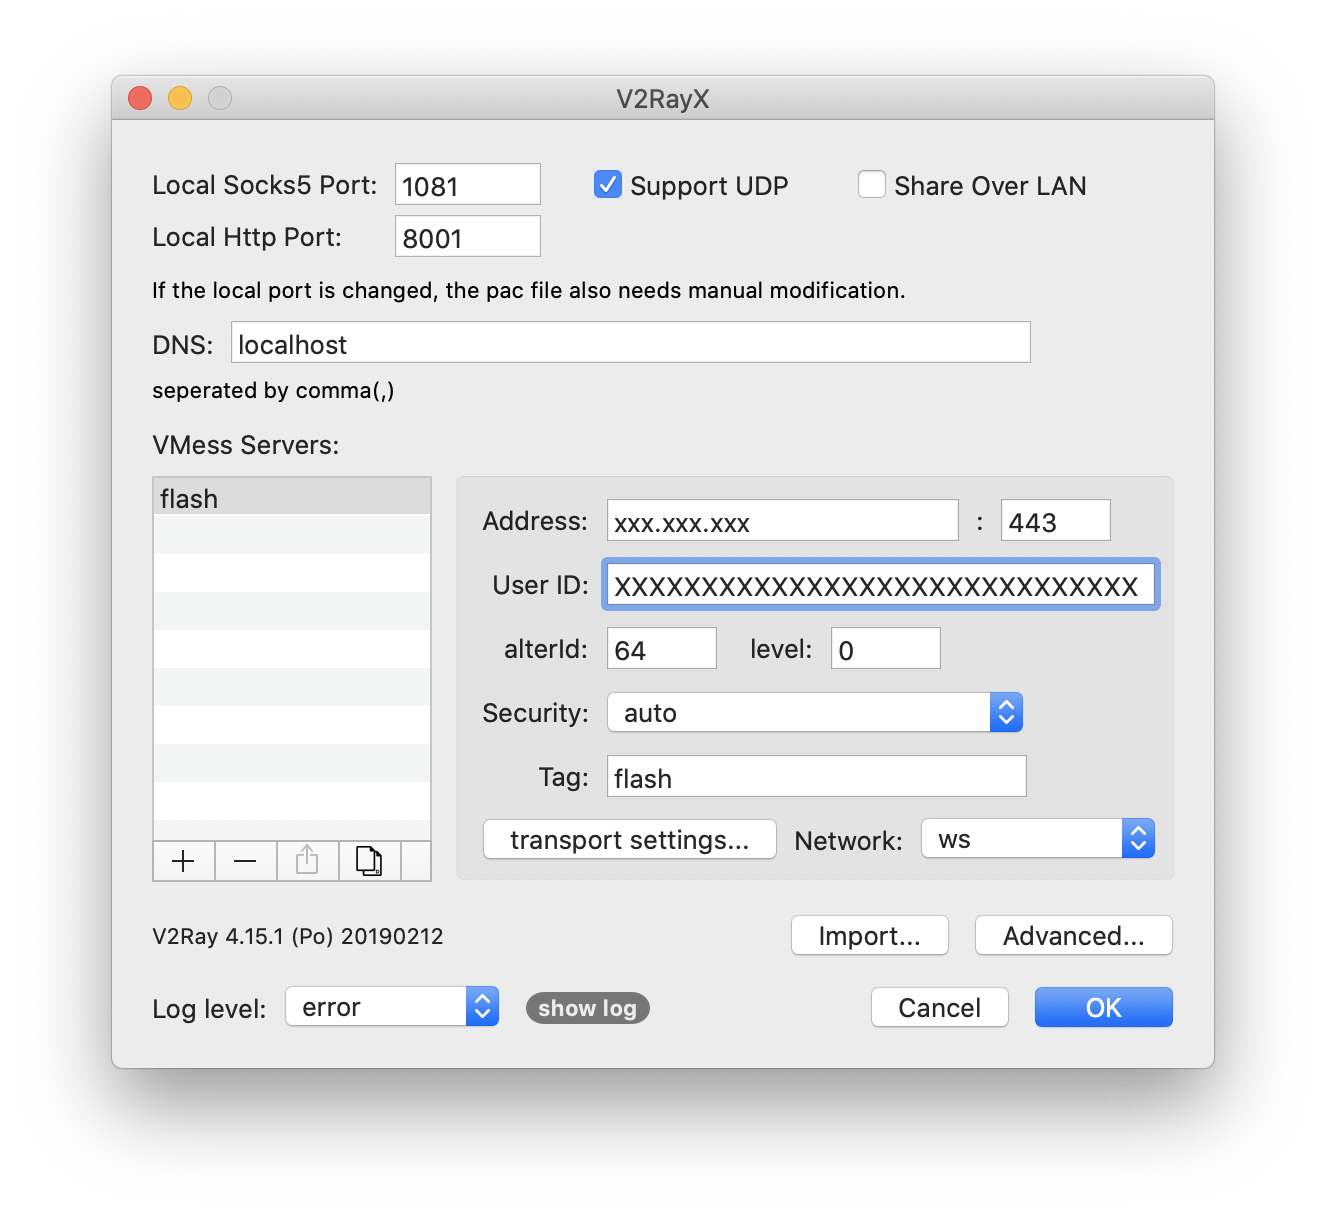 V2RayX
Local Socks5 Port: 1081 Support UDP Share Over LAN
Local Http Port: 8001
If the local port is changed, the pac file also needs manual modification.
DNS: localhost
seperated by comma(,)
VMess Servers:
flash
Address: xxx.xxx.xxx : 443
User ID: XXXXXXXXXXXXXXXXXXXXXXXXXXXXXX
alterId: 64 level: 0
Security: auto
Tag: flash
transport settings... Network: ws
V2Ray 4.15.1 (Po) 20190212 Import... Advanced...
Log level: error show log Cancel OK